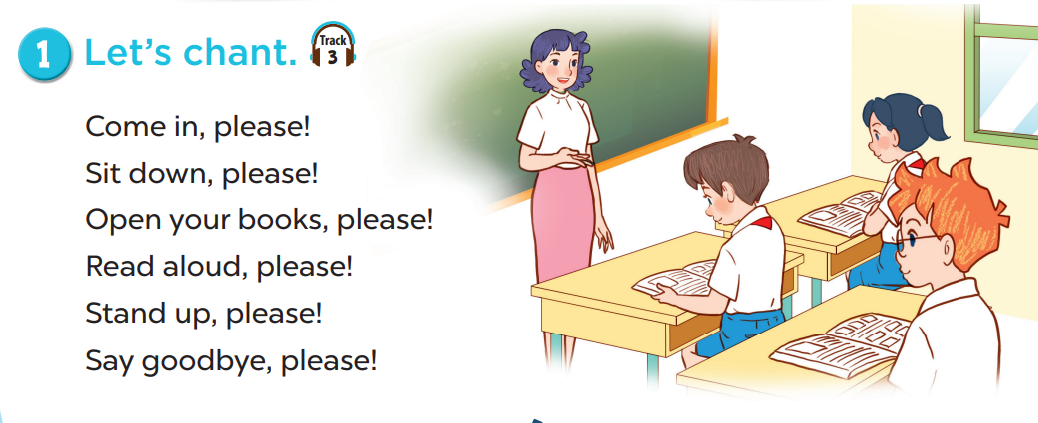 1 Let's chant. Track 3
Come in, please!
Sit down, please!
Open your books, please!
Read aloud, please!
Stand up, please!
Say goodbye, please!